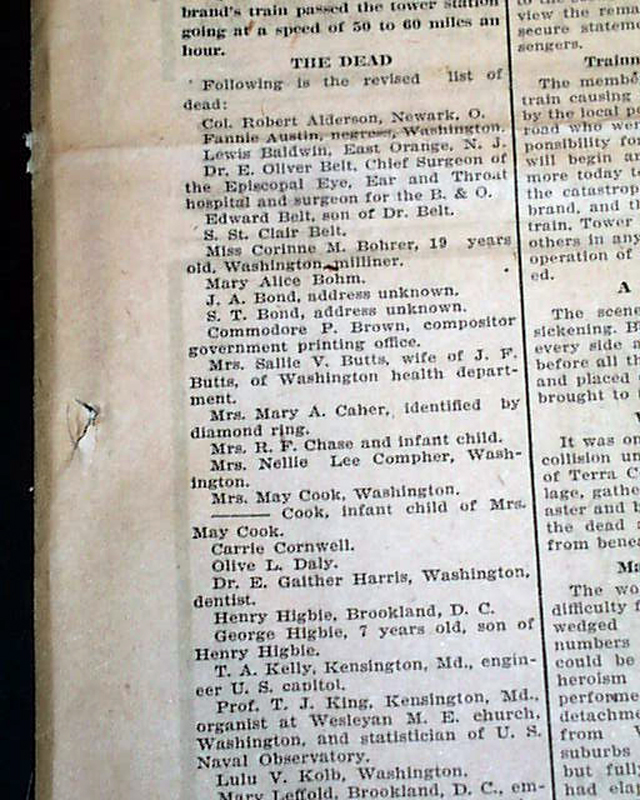 brand's train passed the tower station
going at a speed of 50 to 60 miles an
hour.
THE DEAD
Following is the revised list of
dead:
Col. Robert Alderson, Newark, O.
Fannie Austin, negress, Washington.
Lewis Baldwin, East Orange, N. J.
Dr. E. Oliver Belt, Chief Surgeon of
the Episcopal Eye, Ear and Throat
hospital and surgeon for the B. & O.
Edward Belt, son of Dr. Belt.
S. St. Clair Belt.
Miss Corinne M. Bohrer, 19 years
old, Washington, milliner.
Mary Alice Bohm.
J. A. Bond, address unknown.
S. T. Bond, address unknown.
Commodore P. Brown, compositor
government printing office.
Mrs. Sallie V. Butts, wife of J. F.
Butts, of Washington health depart-
ment.
Mrs. Mary A. Caher, identified by
diamond ring.
Mrs. R. F. Chase and infant child.
Mrs. Nellie Lee Compher, Wash-
ington.
Mrs. May Cook, Washington.
——— Cook, infant child of Mrs.
May Cook.
Carrie Cornwell.
Olive L. Daly.
Dr. E. Gaither Harris, Washington,
dentist.
Henry Higbie, Brookland, D. C.
George Higbie, 7 years old, son of
Henry Higbie.
T. A. Kelly, Kensington, Md., engin-
eer U. S. capitol.
Prof. T. J. King, Kensington, Md.,
organist at Wesleyan M. E. church,
Washington, and statistician of U. S.
Naval Observatory.
Lulu V. Kolb, Washington.
Mary Leffold, Brookland, D. C., em-
view the rema
secure stateme
sengers.
Trainm
The membe
train causing
by the local p
road who wer
ponsibility for
will begin an
more today t
the catastrop
brand, and th
train. Tower
others in any
operation of
ed.
A
The scene
sickening. B
every side a
before all th
and placed
brought to
It was on
collision un
of Terra C
lage, gathe
aster and b
the dead
from benea
Ma
The wo
difficulty f
wedged
numbers
could be
heroism
performe
detachme
from W
suburbs
but full
had ela